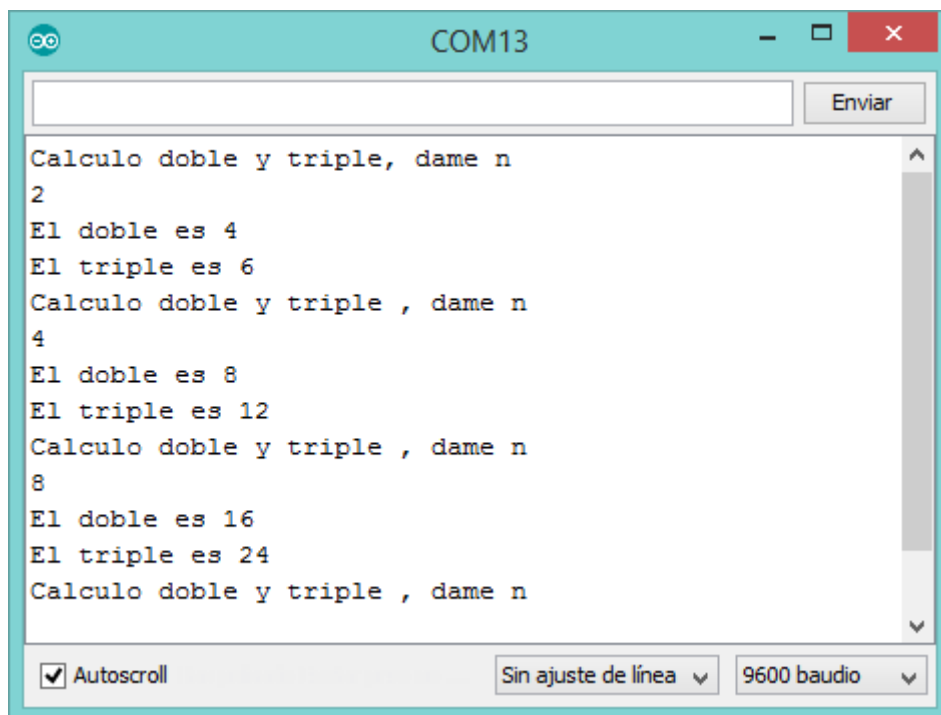 COM13
Enviar
Calculo doble y triple, dame n
2
El doble es 4
El triple es 6
Calculo doble y triple , dame n
4
El doble es 8
El triple es 12
Calculo doble y triple , dame n
8
El doble es 16
El triple es 24
Calculo doble y triple , dame n
Autoscroll
Sin ajuste de línea
9600 baudio